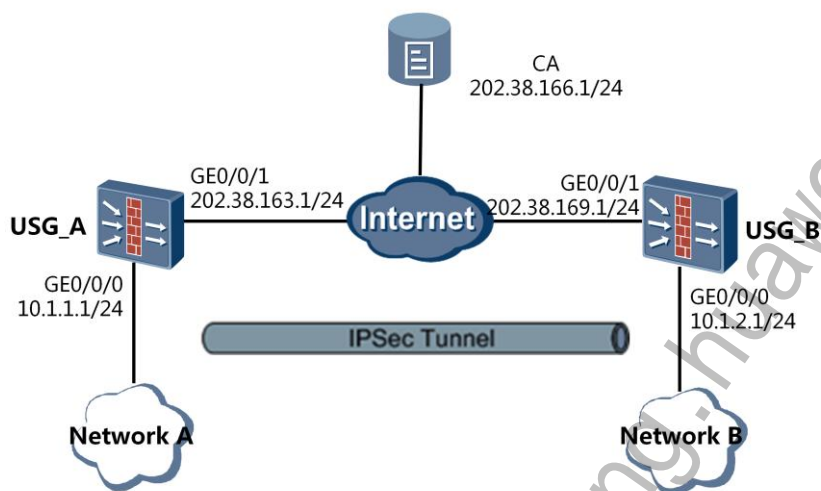 CA
202.38.166.1/24
GE0/0/1
202.38.163.1/24
GE0/0/1
202.38.169.1/24
Internet
USG_A
USG_B
GE0/0/0
10.1.1.1/24
GE0/0/0
10.1.2.1/24
IPSec Tunnel
Network A
Network B
ng.huawe